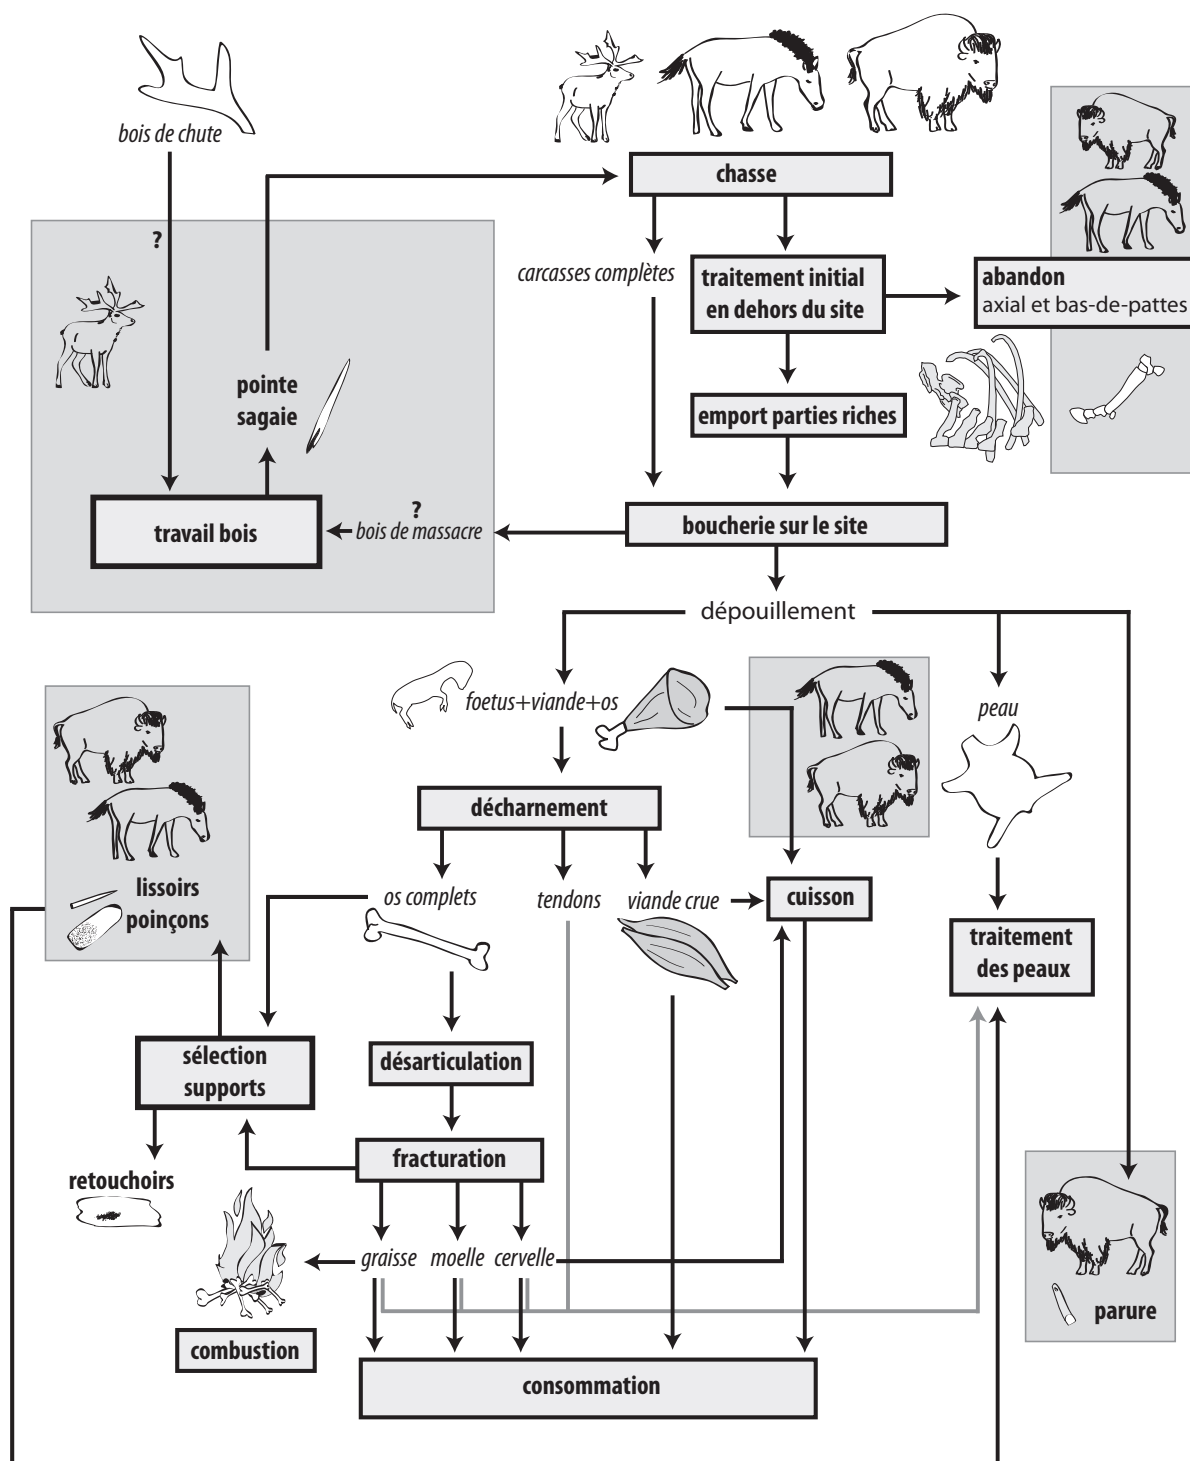 bois de chute
chasse
?
carcasses complètes
traitement initial
en dehors du site
abandon
axial et bas-de-pattes
pointe
sagaie
emport parties riches
travail bois
?
bois de massacre
boucherie sur le site
dépouillement
foetus+viande+os
peau
décharnement
lissoirs
poinçons
os complets
tendons
viande crue
cuisson
traitement
des peaux
sélection
supports
désarticulation
fracturation
retouchoirs
graisse
moelle
cervelle
combustion
parure
consommation